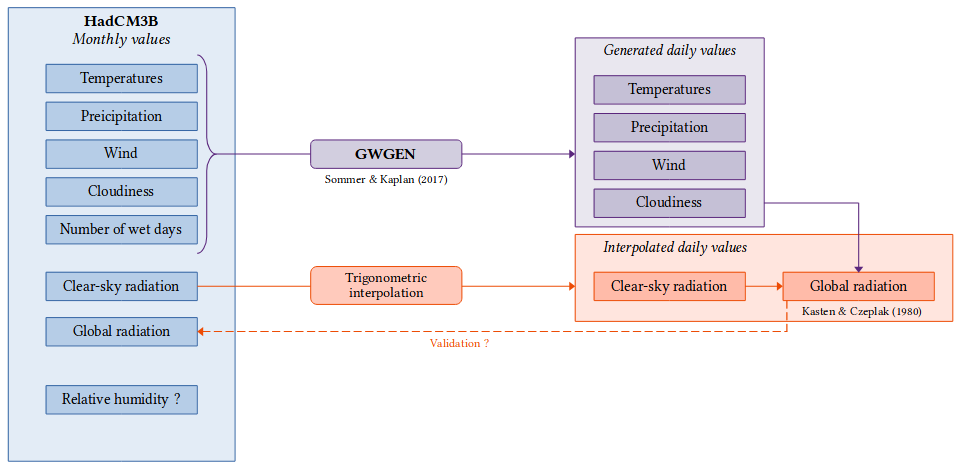 HadCM3B
Monthly values
Temperatures
Preicipitation
Wind
Cloudiness
Number of wet days
Clear-sky radiation
Global radiation
Relative humidity ?
GWGEN
Sommer & Kaplan (2017)
Trigonometric
interpolation
Generated daily values
Temperatures
Precipitation
Wind
Cloudiness
Interpolated daily values
Clear-sky radiation
Global radiation
Kasten & Czeplak (1980)
Validation ?